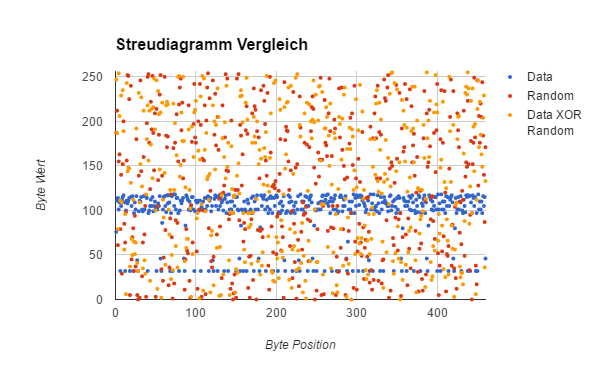 Streudiagramm Vergleich
250
200
150
100
50
0
0
100
200
300
400
Byte Wert
Byte Position
Data
Random
Data XOR
Random